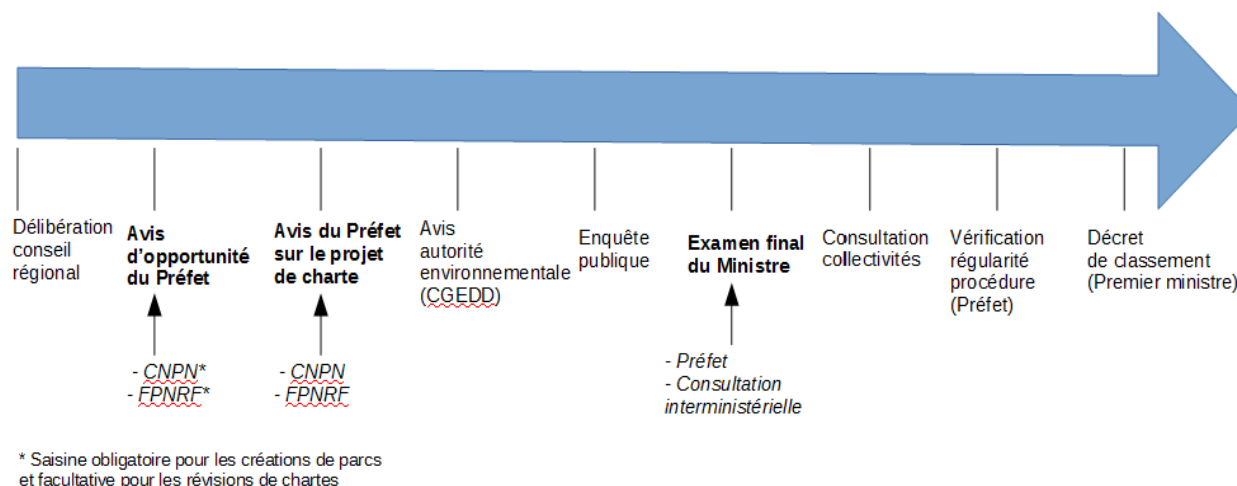 Délibération
conseil
régional
Avis
d'opportunité
du Préfet
Avis du Préfet
sur le projet
de charte
Avis
autorité
environnementale
(CGEDD)
Enquête
publique
Examen final
du Ministre
Consultation
collectivités
Vérification
régularité
procédure
(Préfet)
Décret
de classement
(Premier ministre)
- CNPN*
- FPNRF*
- CNPN
- FPNRF
- Préfet
- Consultation
interministérielle
* Saisine obligatoire pour les créations de parcs
et facultative pour les révisions de chartes